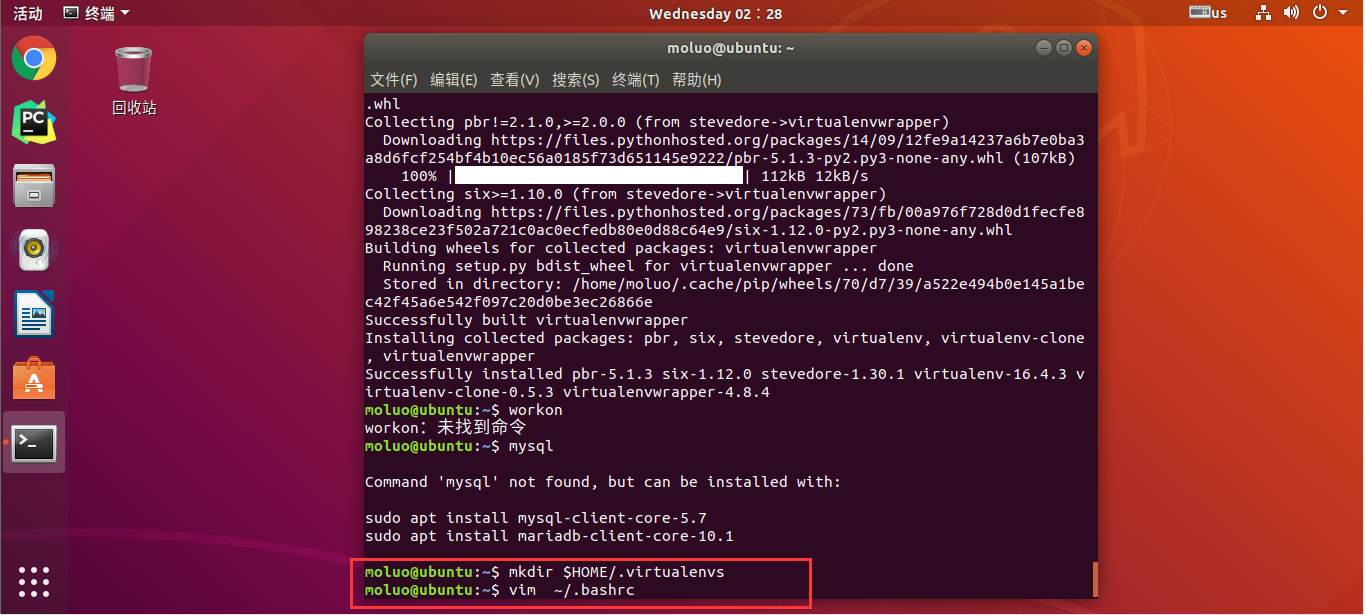 活动 终端 Wednesday 02：28 us
PC
回收站
moluo@ubuntu: ~
文件(F) 编辑(E) 查看(V) 搜索(S) 终端(T) 帮助(H)
.whl
Collecting pbr!=2.1.0,>=2.0.0 (from stevedore->virtualenvwrapper)
  Downloading https://files.pythonhosted.org/packages/14/09/12fe9a14237a6b7e0ba3
a8d6fcf254bf4b10ec56a0185f73d651145e9222/pbr-5.1.3-py2.py3-none-any.whl (107kB)
    100% | | 112kB 12kB/s
Collecting six>=1.10.0 (from stevedore->virtualenvwrapper)
  Downloading https://files.pythonhosted.org/packages/73/fb/00a976f728d0d1fecfe8
98238ce23f502a721c0ac0ecfedb80e0d88c64e9/six-1.12.0-py2.py3-none-any.whl
Building wheels for collected packages: virtualenvwrapper
  Running setup.py bdist_wheel for virtualenvwrapper ... done
  Stored in directory: /home/moluo/.cache/pip/wheels/70/d7/39/a522e494b0e145a1be
c42f45a6e542f097c20d0be3ec26866e
Successfully built virtualenvwrapper
Installing collected packages: pbr, six, stevedore, virtualenv, virtualenv-clone
, virtualenvwrapper
Successfully installed pbr-5.1.3 six-1.12.0 stevedore-1.30.1 virtualenv-16.4.3 v
irtualenv-clone-0.5.3 virtualenvwrapper-4.8.4
moluo@ubuntu:~$ workon
workon：未找到命令
moluo@ubuntu:~$ mysql
Command 'mysql' not found, but can be installed with:
sudo apt install mysql-client-core-5.7
sudo apt install mariadb-client-core-10.1
moluo@ubuntu:~$ mkdir $HOME/.virtualenvs
moluo@ubuntu:~$ vim  ~/.bashrc